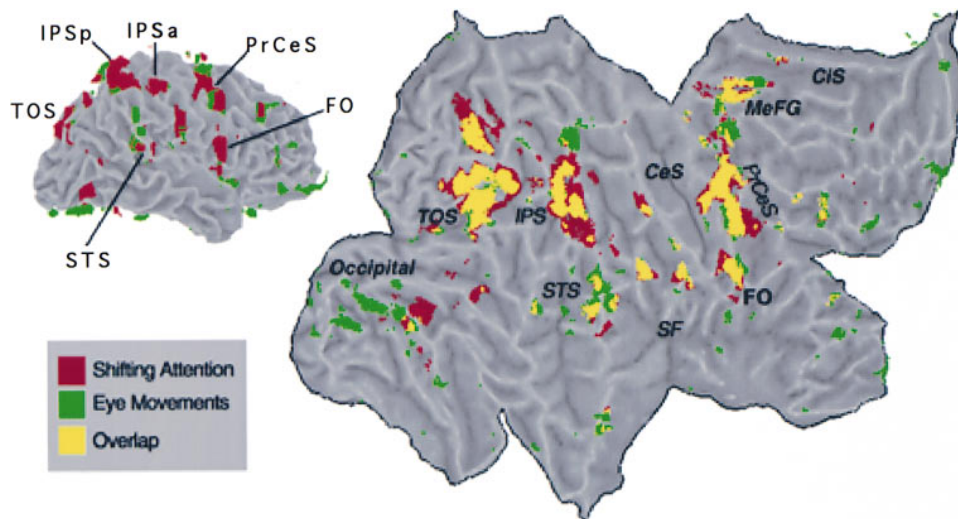 IPSp
IPSa
PrCeS
TOS
FO
STS
CiS
MeFG
CeS
PrCeS
TOS
IPS
Occipital
STS
FO
SF
Shifting Attention
Eye Movements
Overlap